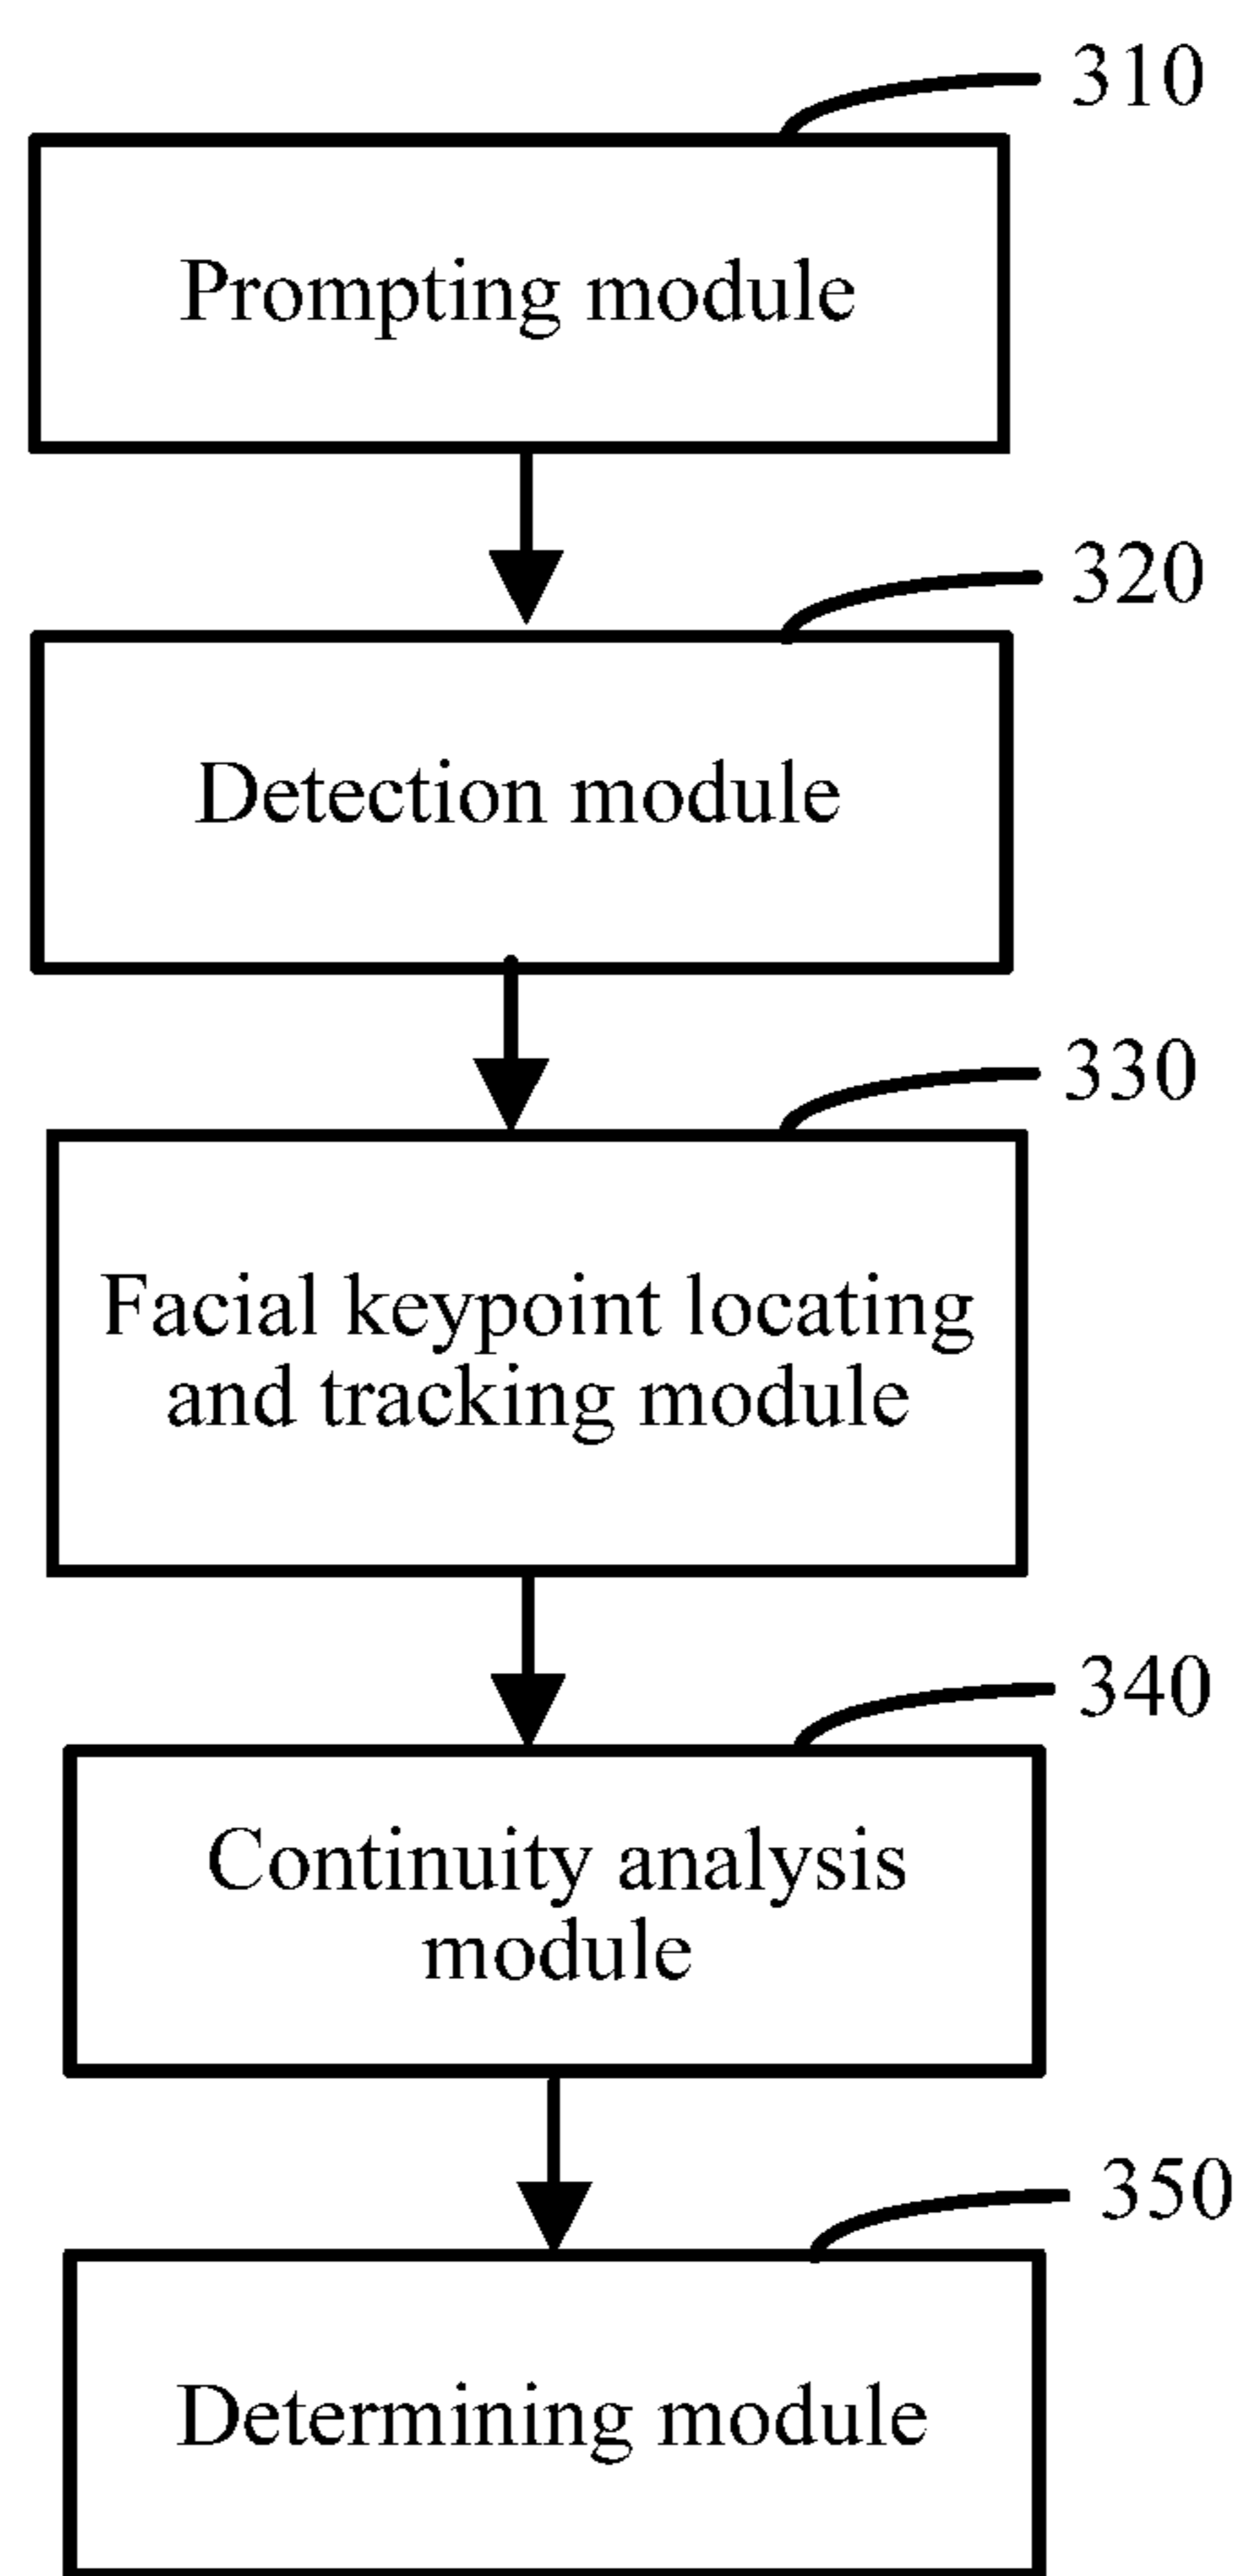 310
Prompting module
320
Detection module
330
Facial keypoint locating
and tracking module
340
Continuity analysis
module
350
Determining module